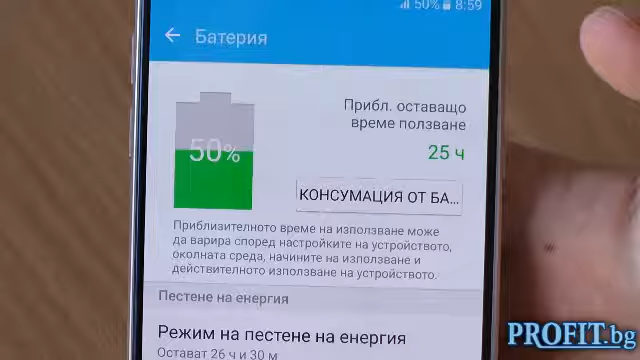 50% 8:59
← Батерия
Прибл. оставащо
време ползване
50%
25 ч
КОНСУМАЦИЯ ОТ БА...
Приблизителното време на използване може
да варира според настройките на устройството,
околната среда, начините на използване и
действителното използване на устройството.
Пестене на енергия
Режим на пестене на енергия
Остават 26 ч и 30 м
PROFIT.bg